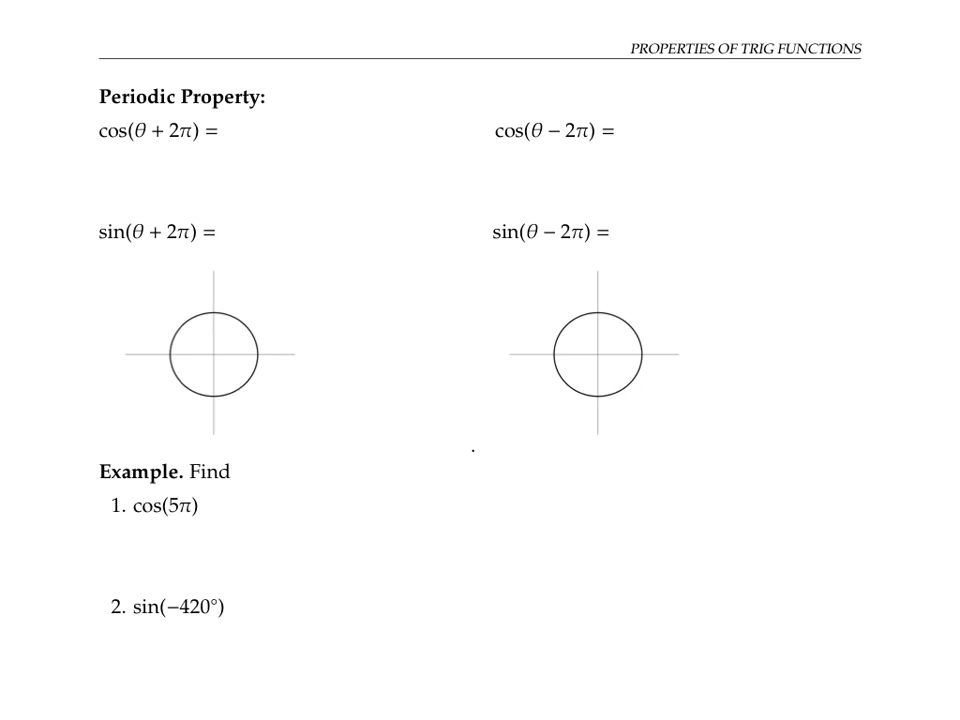 PROPERTIES OF TRIG FUNCTIONS
Periodic Property:
cos(θ + 2π) = cos(θ − 2π) =
sin(θ + 2π) = sin(θ − 2π) =
.
Example. Find
1. cos(5π)
2. sin(−420°)